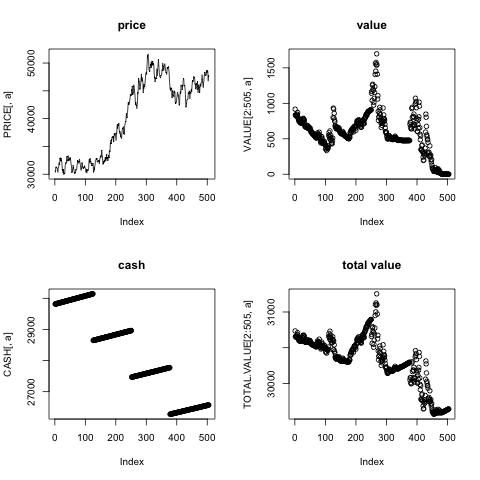 price
PRICE[, a]
50000
40000
30000
0 100 200 300 400 500
Index
value
VALUE[2:505, a]
1500
1000
500
0
0 100 200 300 400 500
Index
cash
CASH[, a]
29000
27000
0 100 200 300 400 500
Index
total value
TOTAL.VALUE[2:505, a]
31000
30000
0 100 200 300 400 500
Index